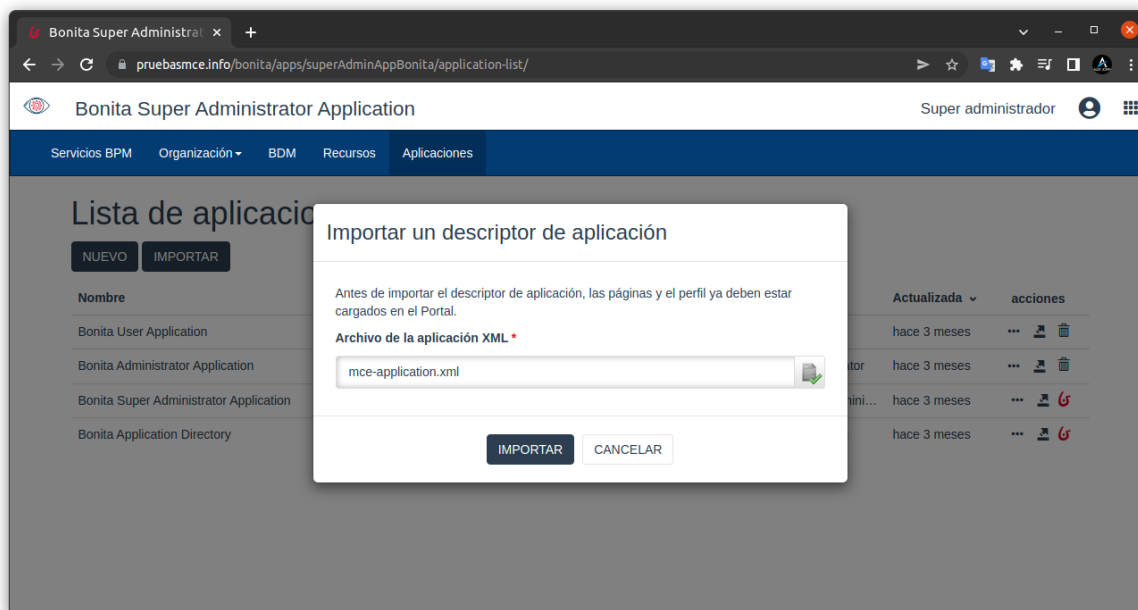 Bonita Super Administrat
pruebasmce.info/bonita/apps/superAdminAppBonita/application-list/
Bonita Super Administrator Application
Super administrador
Servicios BPM Organización BDM Recursos Aplicaciones
Lista de aplicacio
NUEVO IMPORTAR
Nombre
Actualizada acciones
Bonita User Application
hace 3 meses
Bonita Administrator Application
ator hace 3 meses
Bonita Super Administrator Application
mini... hace 3 meses
Bonita Application Directory
hace 3 meses
Importar un descriptor de aplicación
Antes de importar el descriptor de aplicación, las páginas y el perfil ya deben estar
cargados en el Portal.
Archivo de la aplicación XML *
mce-application.xml
IMPORTAR CANCELAR